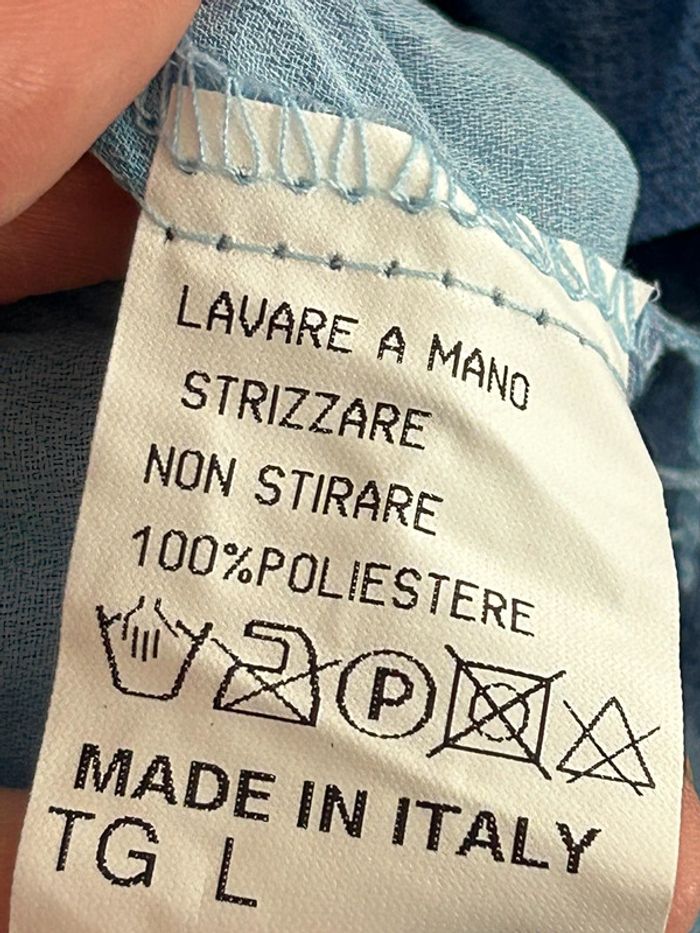 LAVARE A MANO
STRIZZARE
NON STIRARE
100%POLIESTERE
P
MADE IN ITALY
TG L